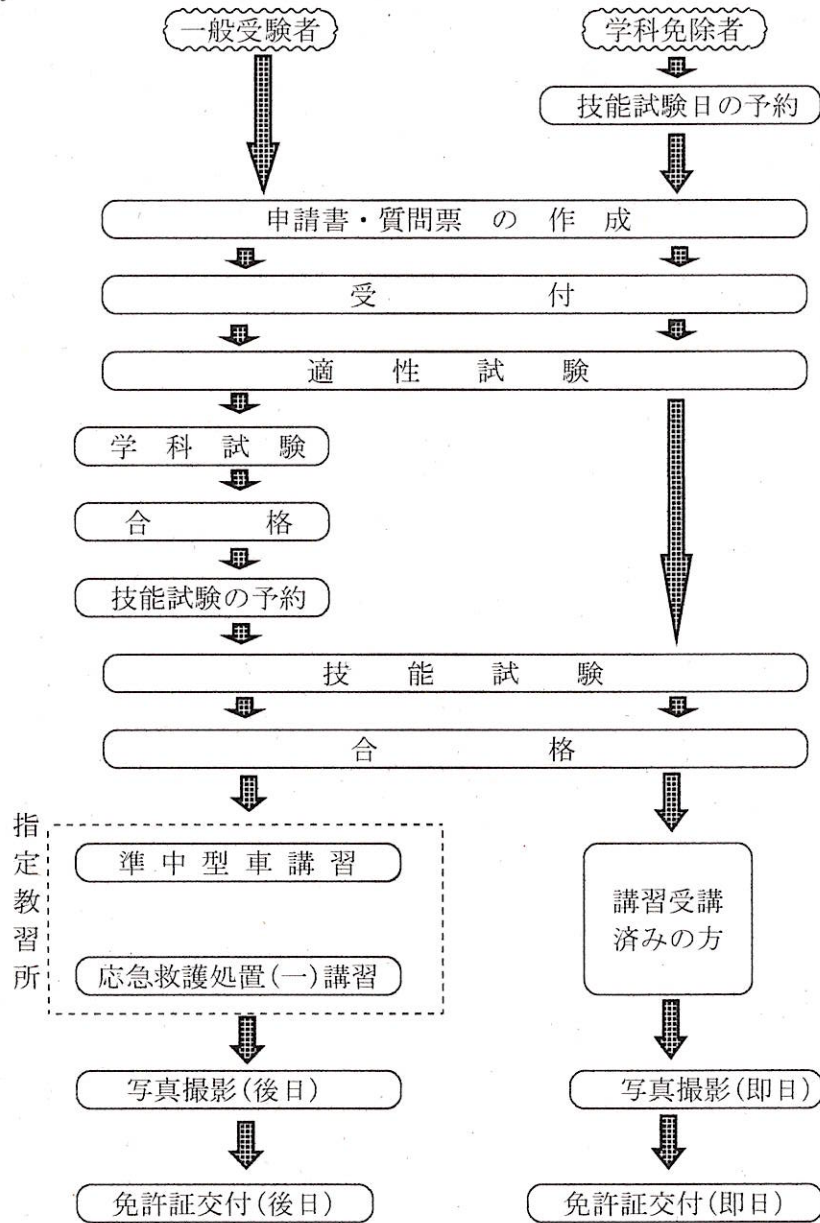 一般受験者
学科免除者
技能試験日の予約
申請書・質問票の作成
受付
適性試験
学科試験
合格
技能試験の予約
技能試験
合格
指定教習所
準中型車講習
応急救護処置(一)講習
講習受講
済みの方
写真撮影(後日)
写真撮影(即日)
免許証交付(後日)
免許証交付(即日)